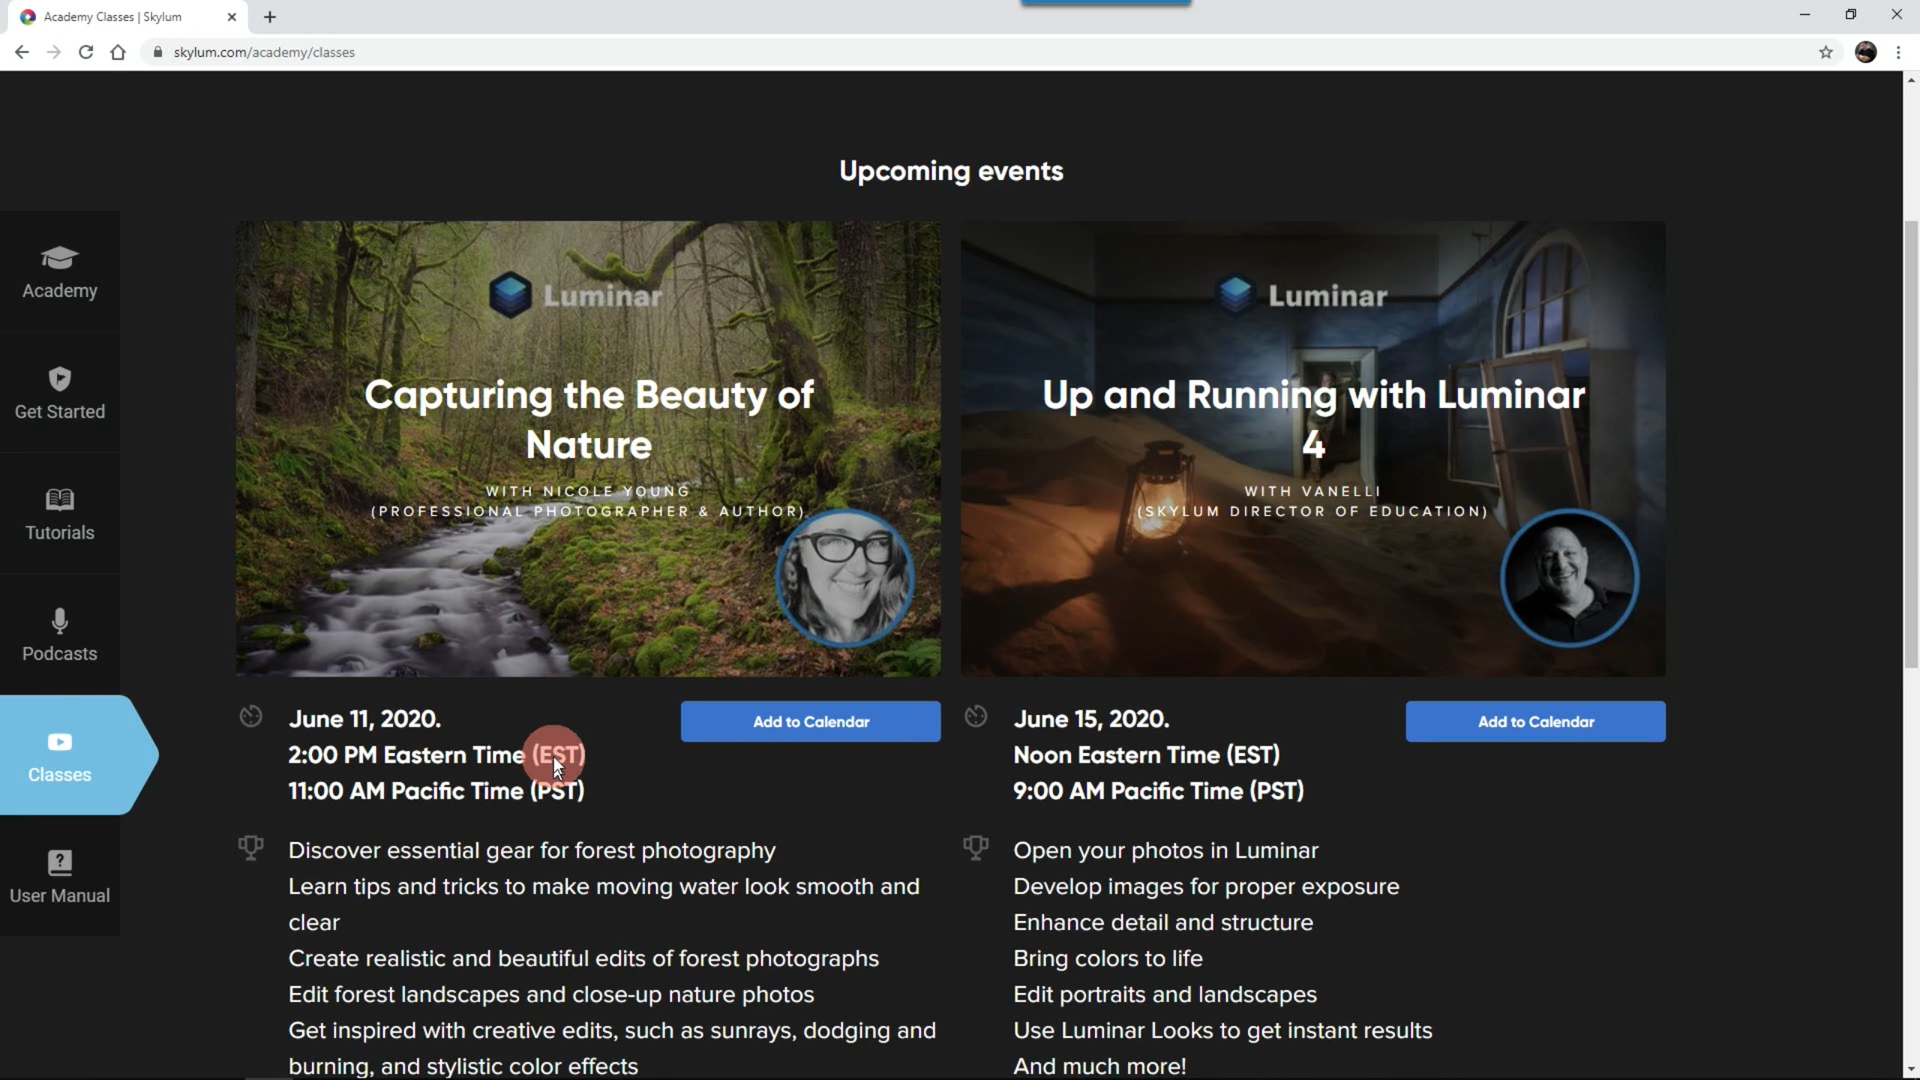 Academy Classes | Skylum
skylum.com/academy/classes
Upcoming events
Academy
Get Started
Tutorials
Podcasts
Classes
User Manual
Luminar
Capturing the Beauty of
Nature
WITH NICOLE YOUNG
(PROFESSIONAL PHOTOGRAPHER & AUTHOR)
June 11, 2020.
2:00 PM Eastern Time (EST)
11:00 AM Pacific Time (PST)
Add to Calendar
Discover essential gear for forest photography
Learn tips and tricks to make moving water look smooth and
clear
Create realistic and beautiful edits of forest photographs
Edit forest landscapes and close-up nature photos
Get inspired with creative edits, such as sunrays, dodging and
burning, and stylistic color effects
Luminar
Up and Running with Luminar
4
WITH VANELLI
(SKYLUM DIRECTOR OF EDUCATION)
June 15, 2020.
Noon Eastern Time (EST)
9:00 AM Pacific Time (PST)
Add to Calendar
Open your photos in Luminar
Develop images for proper exposure
Enhance detail and structure
Bring colors to life
Edit portraits and landscapes
Use Luminar Looks to get instant results
And much more!